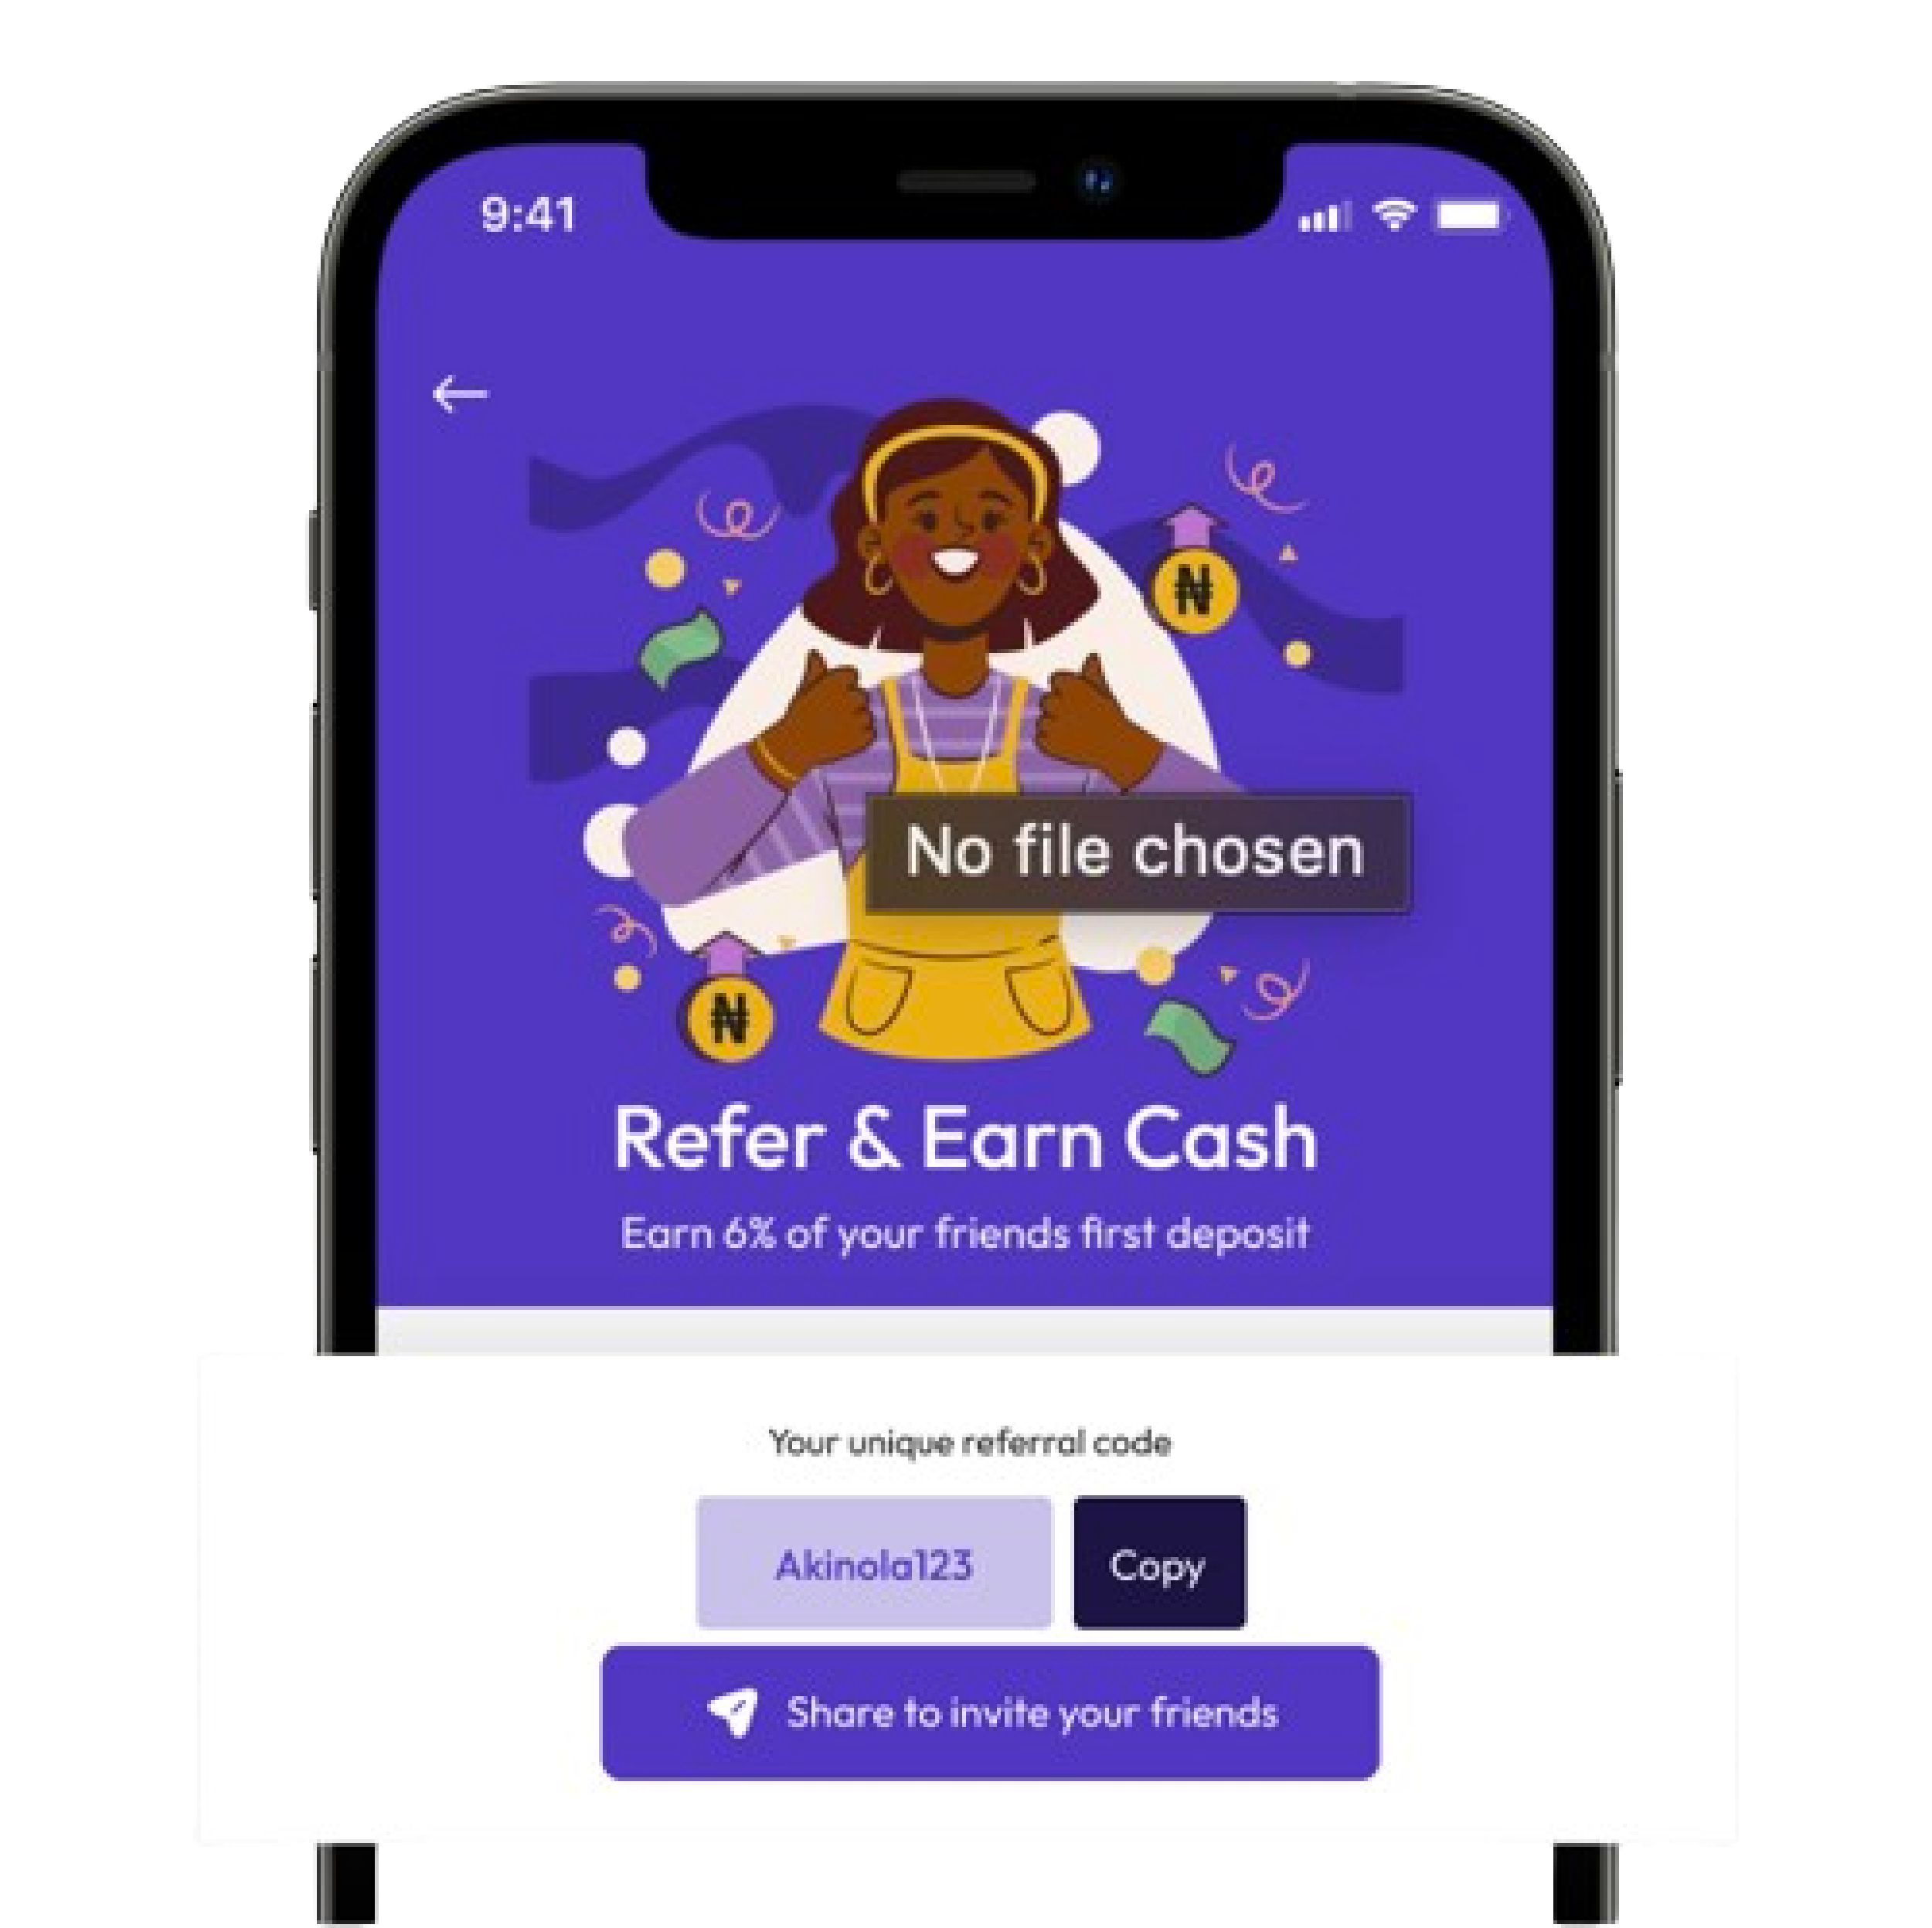 9:41
₦
₦
No file chosen
Refer & Earn Cash
Earn 6% of your friends first deposit
Your unique referral code
Akinola123 Copy
Share to invite your friends